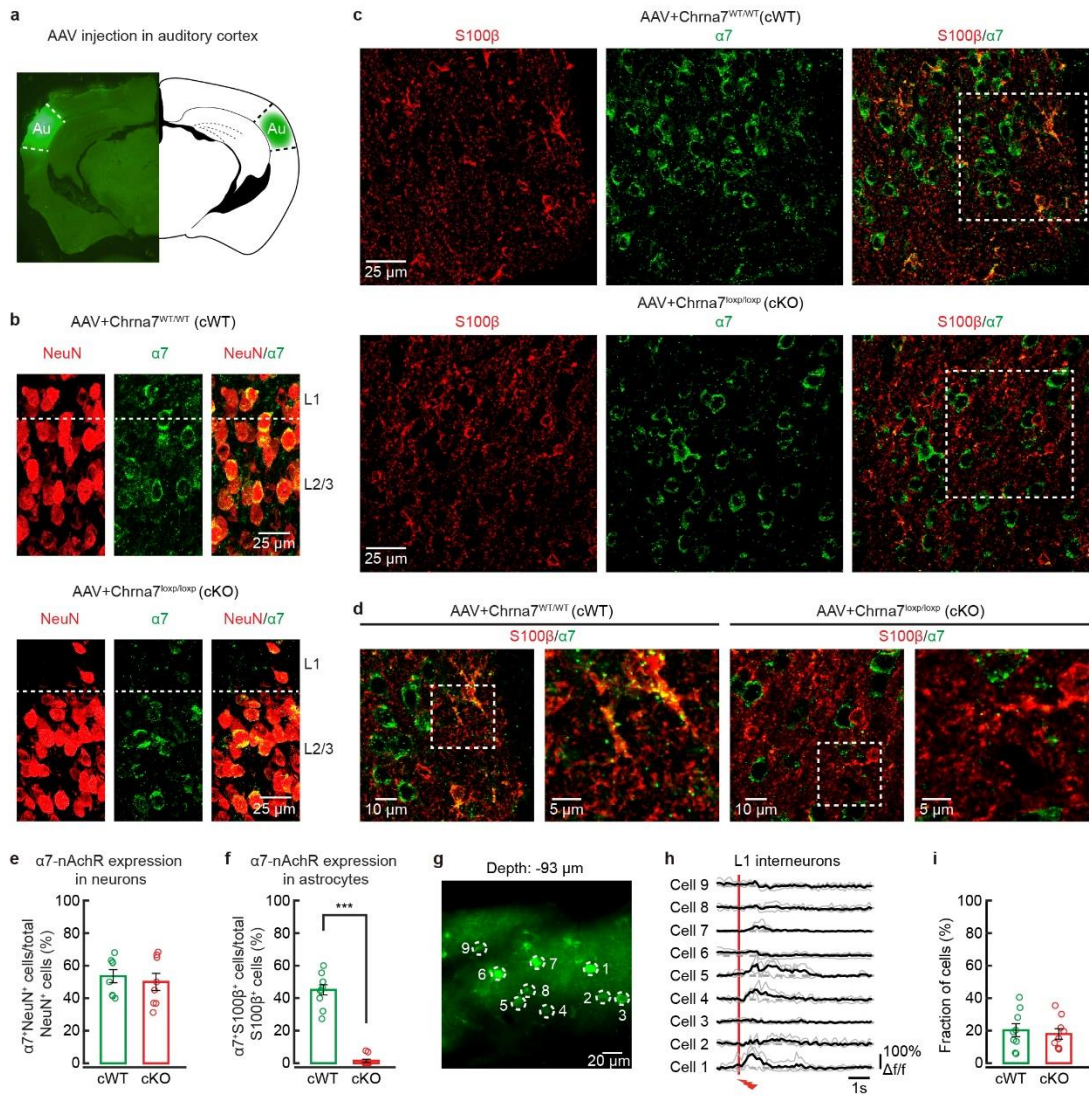 a
AAV injection in auditory cortex
Au
Au
b
AAV+Chrna7WT/WT (cWT)
NeuN
α7
NeuN/α7
L1
L2/3
25 μm
AAV+Chrna7loxp/loxp (cKO)
NeuN
α7
NeuN/α7
L1
L2/3
25 μm
c
AAV+Chrna7WT/WT (cWT)
S100β
α7
S100β/α7
25 μm
AAV+Chrna7loxp/loxp (cKO)
S100β
α7
S100β/α7
25 μm
d
AAV+Chrna7WT/WT (cWT)
AAV+Chrna7loxp/loxp (cKO)
S100β/α7
S100β/α7
10 μm
5 μm
10 μm
5 μm
e
α7-nAchR expression
in neurons
α7+NeuN+ cells/total
NeuN+ cells (%)
100
80
60
40
20
0
cWT
cKO
f
α7-nAchR expression
in astrocytes
α7+S100β+ cells/total
S100β+ cells (%)
100
80
60
40
20
0
***
cWT
cKO
g
Depth: -93 μm
9
6
7
1
5
8
4
2
3
20 μm
h
L1 interneurons
Cell 9
Cell 8
Cell 7
Cell 6
Cell 5
Cell 4
Cell 3
Cell 2
Cell 1
100%
Δf/f
1s
i
Fraction of cells (%)
100
80
60
40
20
0
cWT
cKO